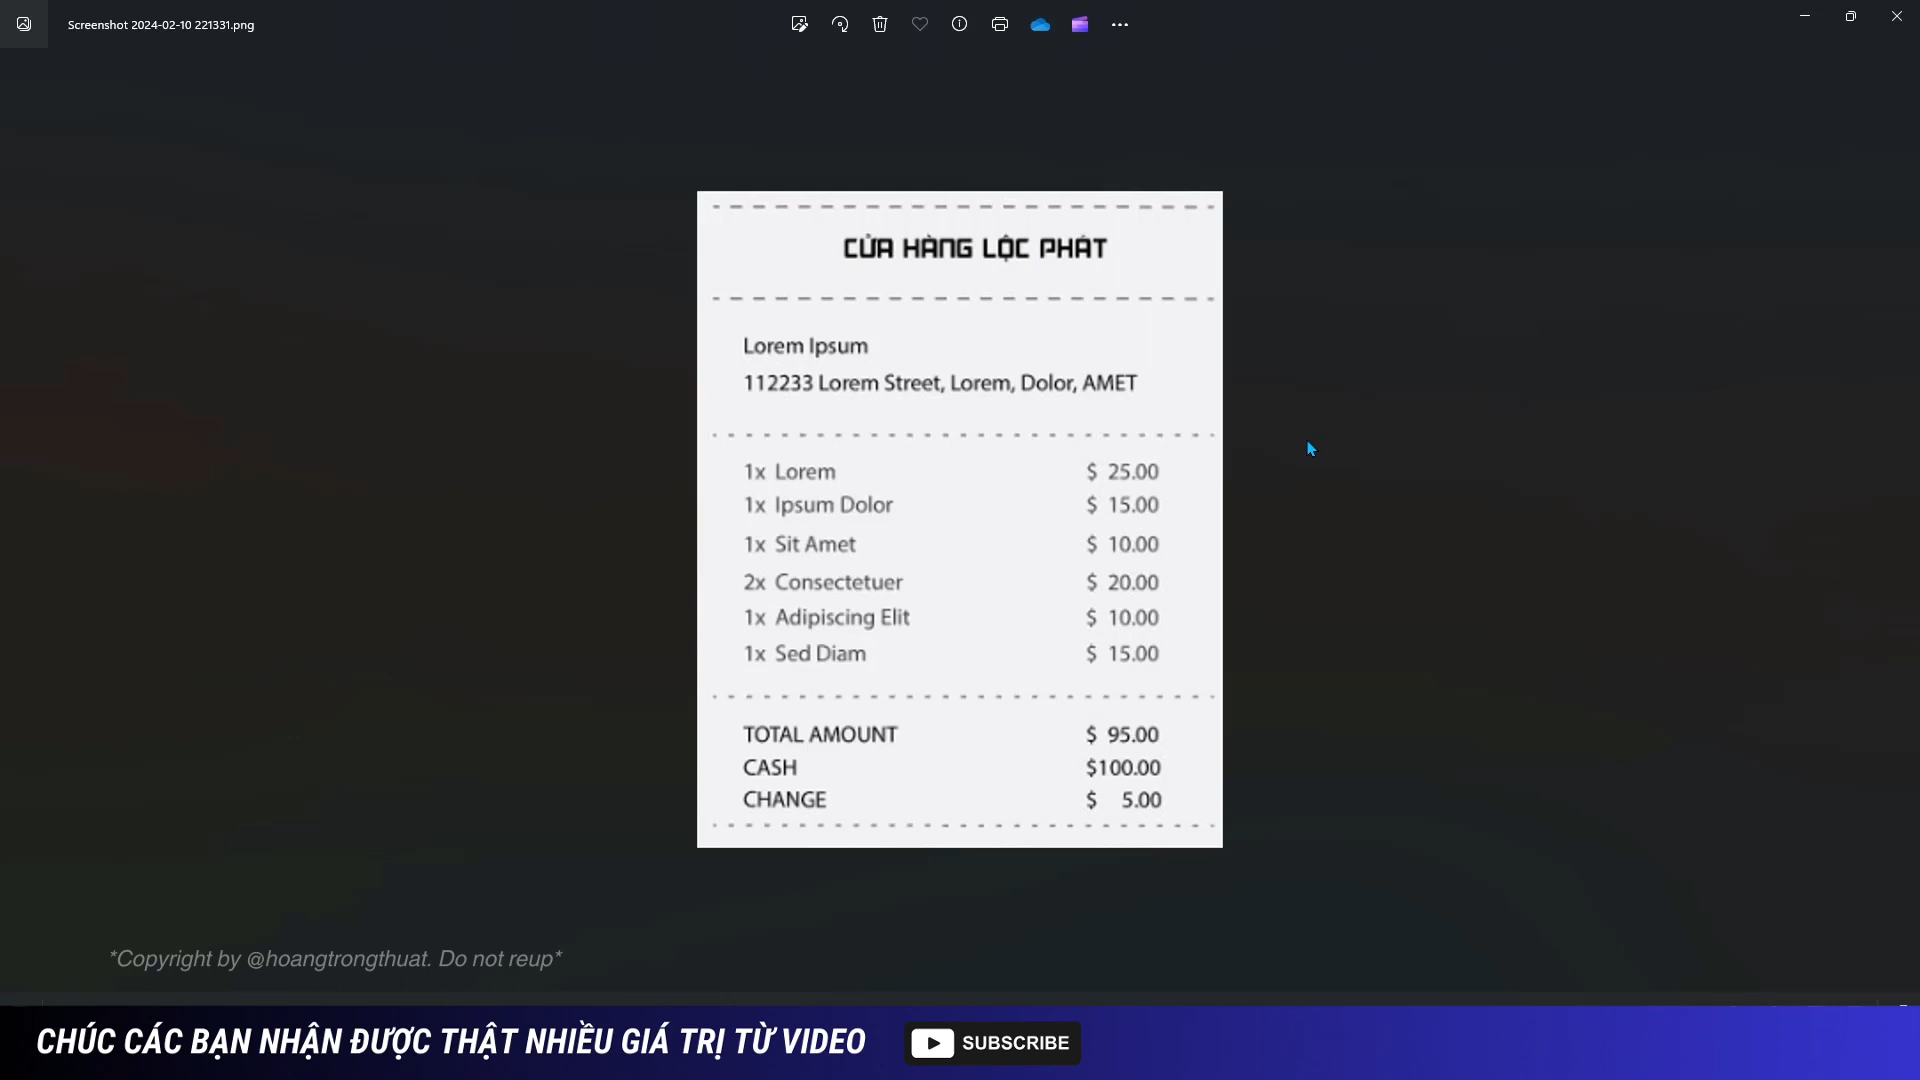 Screenshot 2024-02-10 221331.png
CỬA HÀNG LỘC PHÁT
Lorem Ipsum
112233 Lorem Street, Lorem, Dolor, AMET
1x Lorem $ 25.00
1x Ipsum Dolor $ 15.00
1x Sit Amet $ 10.00
2x Consectetuer $ 20.00
1x Adipiscing Elit $ 10.00
1x Sed Diam $ 15.00
TOTAL AMOUNT $ 95.00
CASH $100.00
CHANGE $ 5.00
*Copyright by @hoangtrongthuat. Do not reup*
CHÚC CÁC BẠN NHẬN ĐƯỢC THẬT NHIỀU GIÁ TRỊ TỪ VIDEO SUBSCRIBE